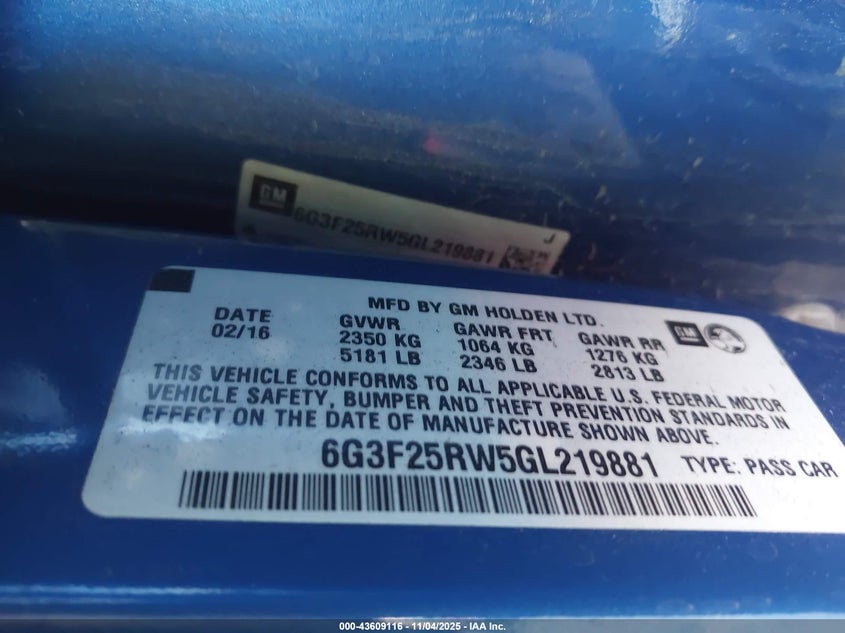 GM
6G3F25RW5GL219881
J
MFD BY GM HOLDEN LTD.
DATE GVWR GAWR FRT GAWR RR GM
02/16 2350 KG 1064 KG 1276 KG
5181 LB 2346 LB 2813 LB
THIS VEHICLE CONFORMS TO ALL APPLICABLE U.S. FEDERAL MOTOR
VEHICLE SAFETY, BUMPER AND THEFT PREVENTION STANDARDS IN
EFFECT ON THE DATE OF MANUFACTURE SHOWN ABOVE.
6G3F25RW5GL219881 TYPE: PASS CAR
000-43609116 - 11/04/2025 - IAA Inc.